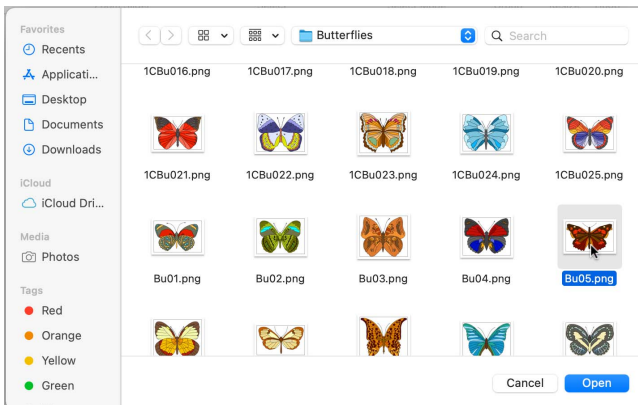 Favorites
Recents
Applicati...
Desktop
Documents
Downloads
iCloud
iCloud Dri...
Media
Photos
Tags
Red
Orange
Yellow
Green
Butterflies
Search
1CBu016.png 1CBu017.png 1CBu018.png 1CBu019.png 1CBu020.png
1CBu021.png 1CBu022.png 1CBu023.png 1CBu024.png 1CBu025.png
Bu01.png Bu02.png Bu03.png Bu04.png Bu05.png
Cancel Open